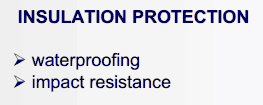 INSULATION PROTECTION
➢ waterproofing
➢ impact resistance